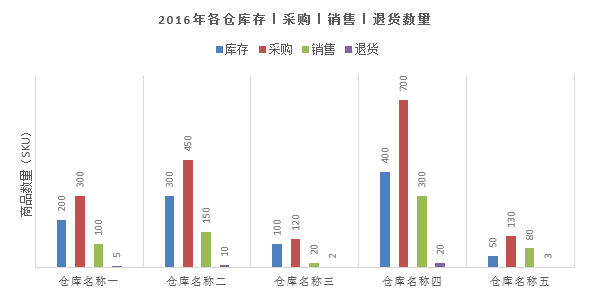 2016年各仓库存丨采购丨销售丨退货数量
库存 采购 销售 退货
商品数量（SKU）
200 300 100 5 300 450 150 10 100 120 20 2 400 700 300 20 50 130 80 3
仓库名称一 仓库名称二 仓库名称三 仓库名称四 仓库名称五